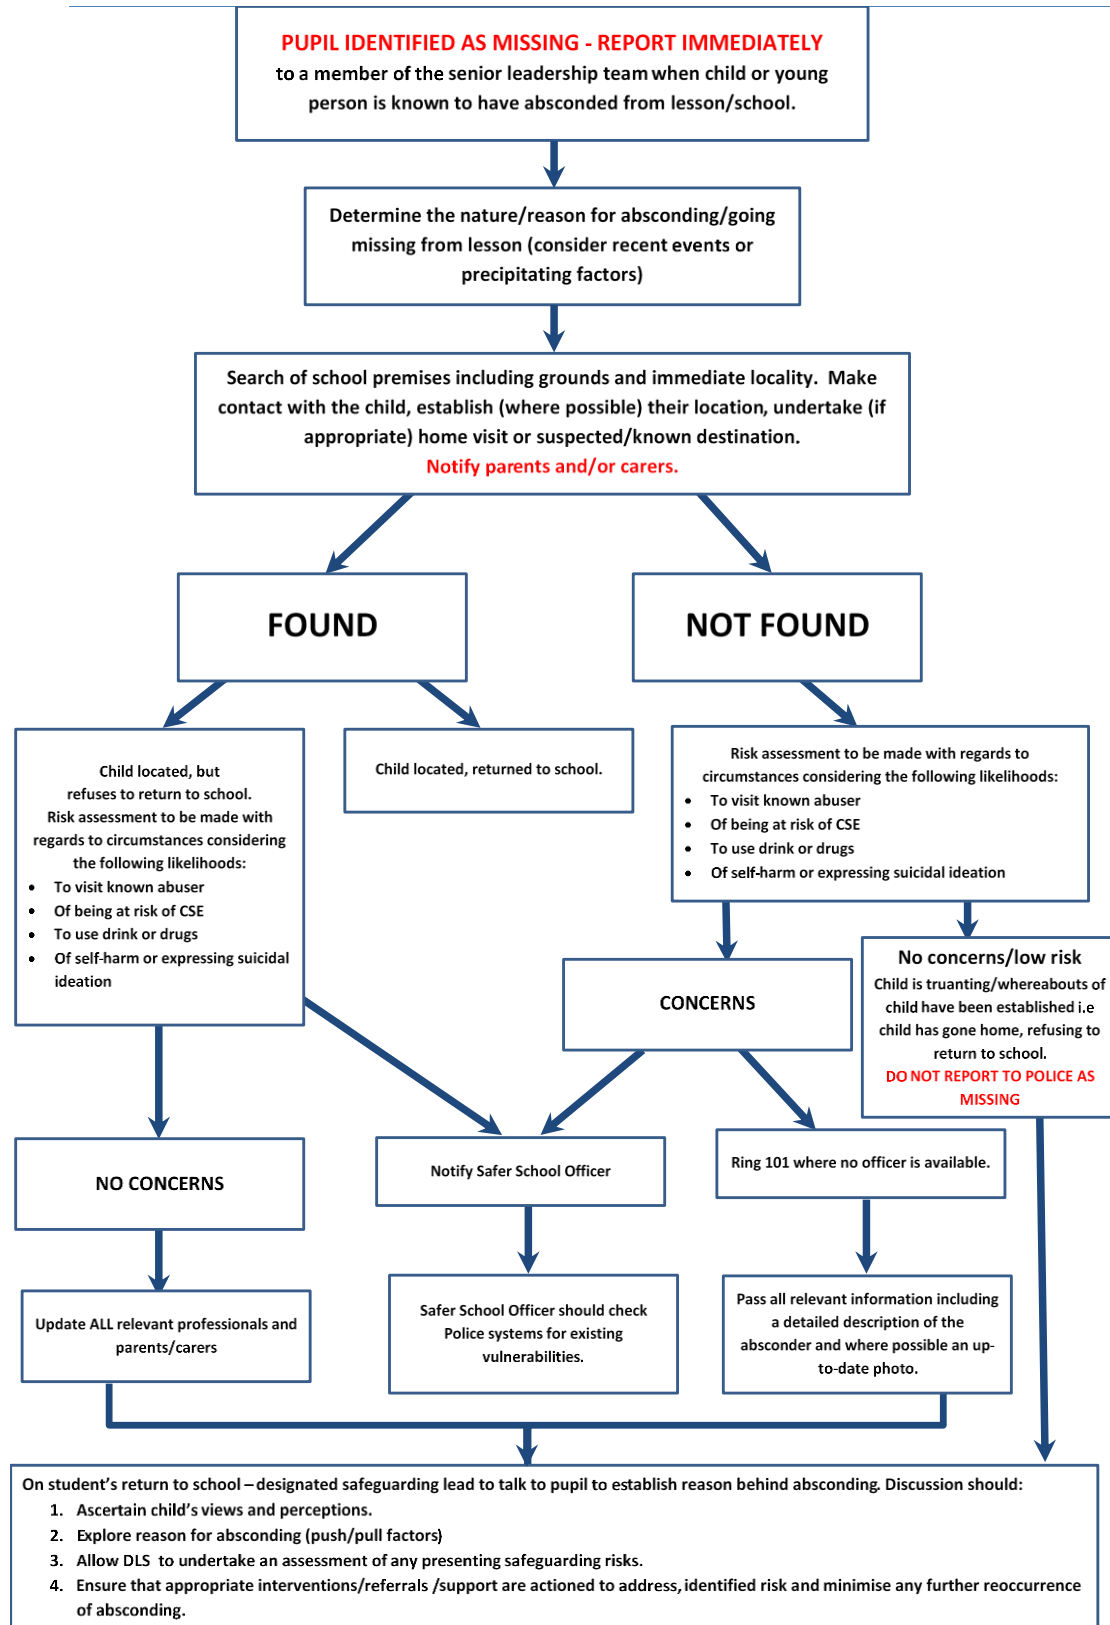 PUPIL IDENTIFIED AS MISSING - REPORT IMMEDIATELY
to a member of the senior leadership team when child or young
person is known to have absconded from lesson/school.
Determine the nature/reason for absconding/going
missing from lesson (consider recent events or
precipitating factors)
Search of school premises including grounds and immediate locality. Make
contact with the child, establish (where possible) their location, undertake (if
appropriate) home visit or suspected/known destination.
Notify parents and/or carers.
FOUND
NOT FOUND
Child located, but
refuses to return to school.
Risk assessment to be made with
regards to circumstances considering
the following likelihoods:
• To visit known abuser
• Of being at risk of CSE
• To use drink or drugs
• Of self-harm or expressing suicidal
ideation
Child located, returned to school.
Risk assessment to be made with regards to
circumstances considering the following likelihoods:
• To visit known abuser
• Of being at risk of CSE
• To use drink or drugs
• Of self-harm or expressing suicidal ideation
CONCERNS
No concerns/low risk
Child is truanting/whereabouts of
child have been established i.e
child has gone home, refusing to
return to school.
DO NOT REPORT TO POLICE AS
MISSING
NO CONCERNS
Notify Safer School Officer
Ring 101 where no officer is available.
Update ALL relevant professionals and
parents/carers
Safer School Officer should check
Police systems for existing
vulnerabilities.
Pass all relevant information including
a detailed description of the
absconder and where possible an up-
to-date photo.
On student's return to school – designated safeguarding lead to talk to pupil to establish reason behind absconding. Discussion should:
1. Ascertain child's views and perceptions.
2. Explore reason for absconding (push/pull factors)
3. Allow DLS to undertake an assessment of any presenting safeguarding risks.
4. Ensure that appropriate interventions/referrals /support are actioned to address, identified risk and minimise any further reoccurrence
of absconding.